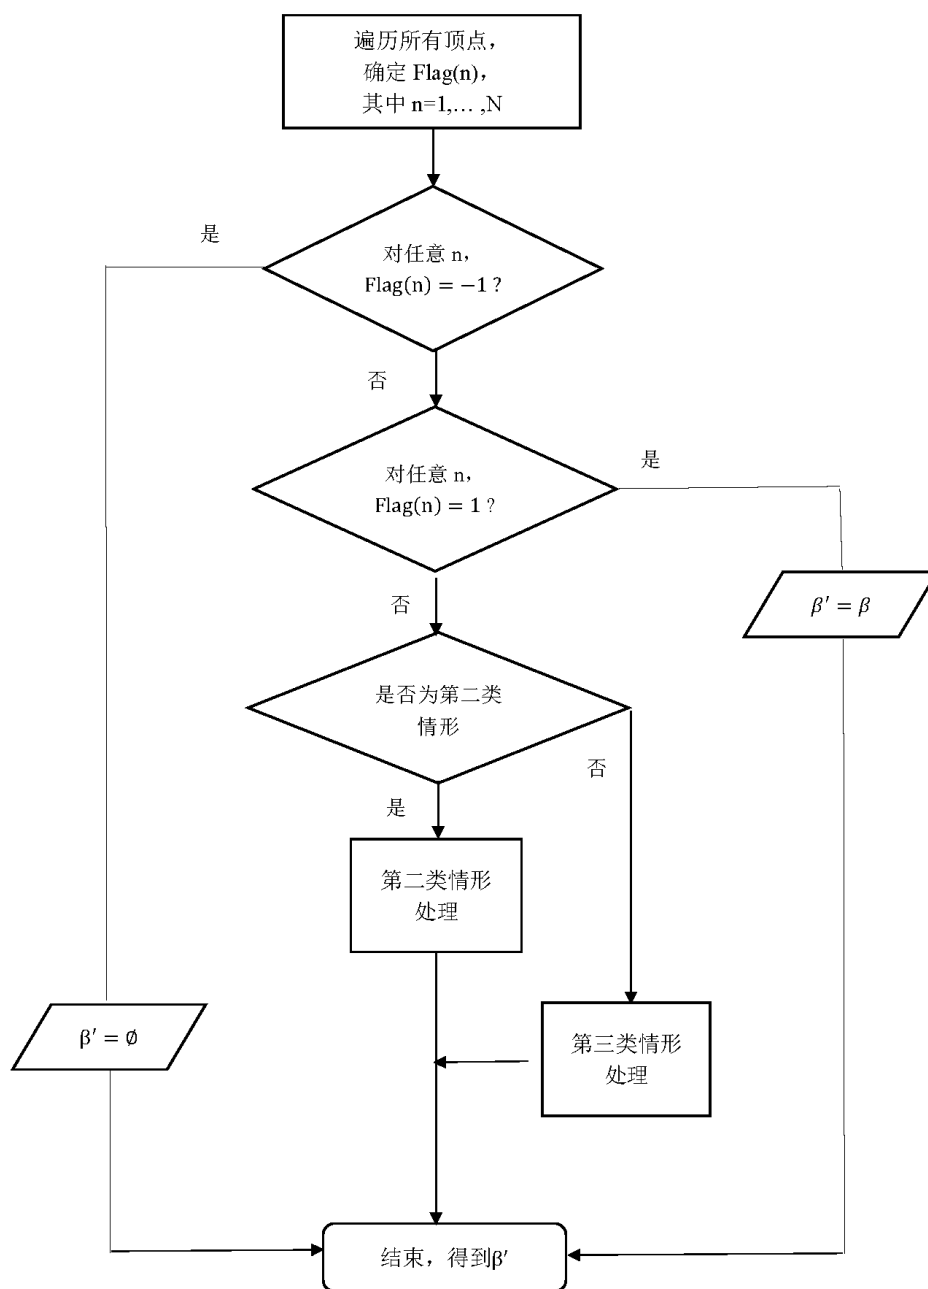 遍历所有顶点，
确定 Flag(n)，
其中 n=1,… ,N
是
对任意 n，
Flag(n) = −1 ?
否
对任意 n，
Flag(n) = 1 ?
是
否
β′ = β
是否为第二类
情形
否
是
第二类情形
处理
β′ = ∅
第三类情形
处理
结束，得到β′